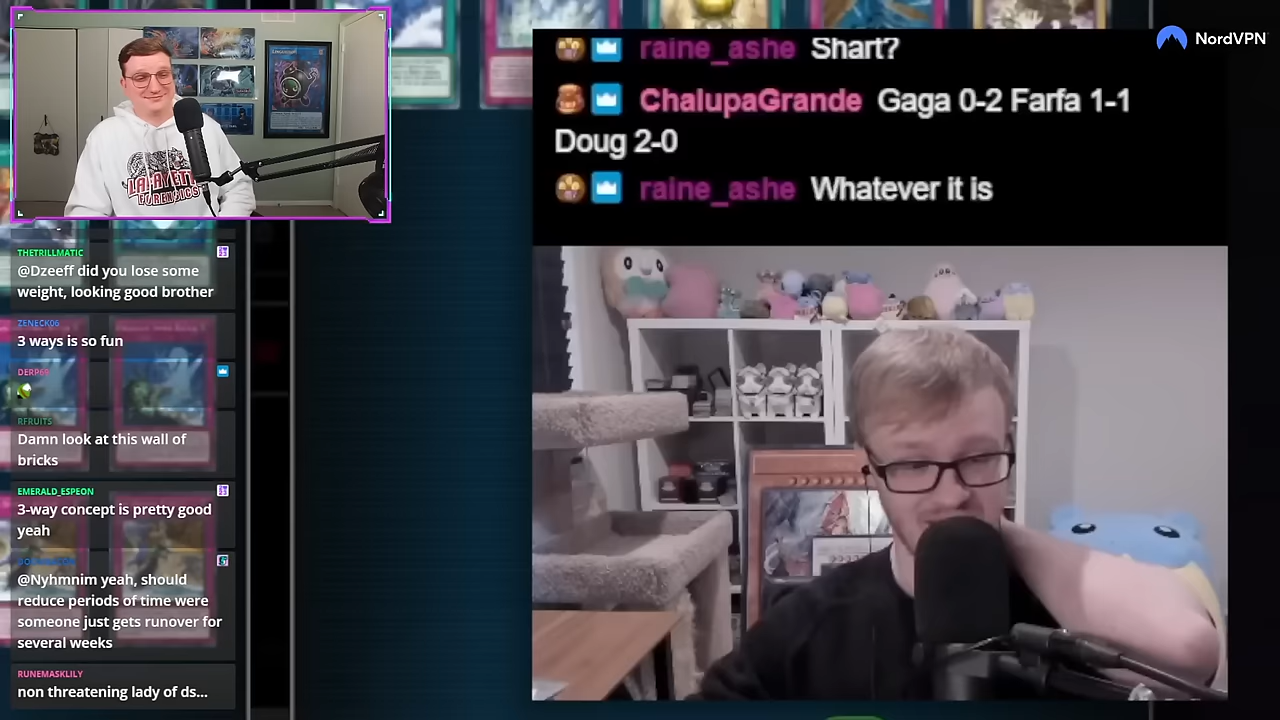 raine_ashe Shart?
ChalupaGrande Gaga 0-2 Farfa 1-1
Doug 2-0
raine_ashe Whatever it is
NordVPN
LAFAYETTE
FORENSICS
THETRILLMATIC
@Dzeeff did you lose some
weight, looking good brother
ZENECK06
3 ways is so fun
DERP69
RFRUITS
Damn look at this wall of
bricks
EMERALD_ESPEON
3-way concept is pretty good
yeah
@Nyhmnim yeah, should
reduce periods of time were
someone just gets runover for
several weeks
RUNEMASKLILY
non threatening lady of ds...